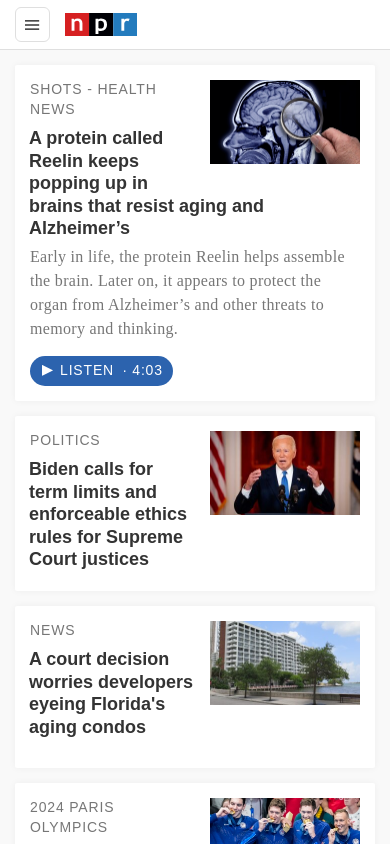 npr
SHOTS - HEALTH
NEWS
A protein called
Reelin keeps
popping up in
brains that resist aging and
Alzheimer’s
Early in life, the protein Reelin helps assemble
the brain. Later on, it appears to protect the
organ from Alzheimer’s and other threats to
memory and thinking.
LISTEN · 4:03
POLITICS
Biden calls for
term limits and
enforceable ethics
rules for Supreme
Court justices
NEWS
A court decision
worries developers
eyeing Florida's
aging condos
2024 PARIS
OLYMPICS